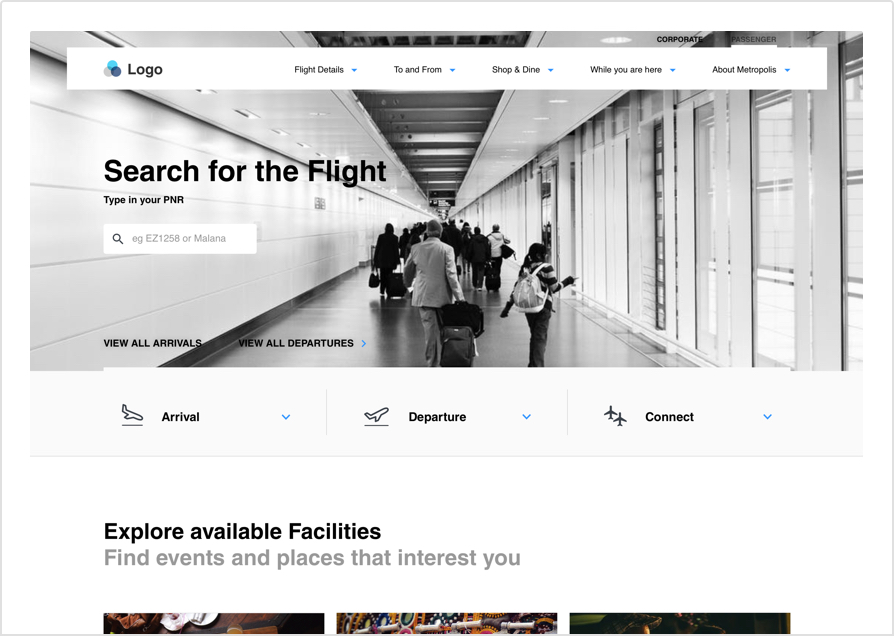 CORPORATE
PASSENGER
Logo
Flight Details
To and From
Shop & Dine
While you are here
About Metropolis
Search for the Flight
Type in your PNR
eg EZ1258 or Malana
VIEW ALL ARRIVALS
VIEW ALL DEPARTURES
Arrival
Departure
Connect
Explore available Facilities
Find events and places that interest you